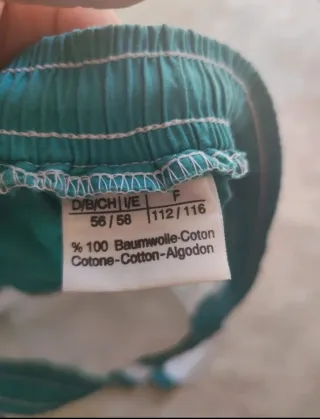 D/B/CH I/E F
56/58 112/116
% 100 Baumwolle-Coton
Cotone-Cotton-Algodon